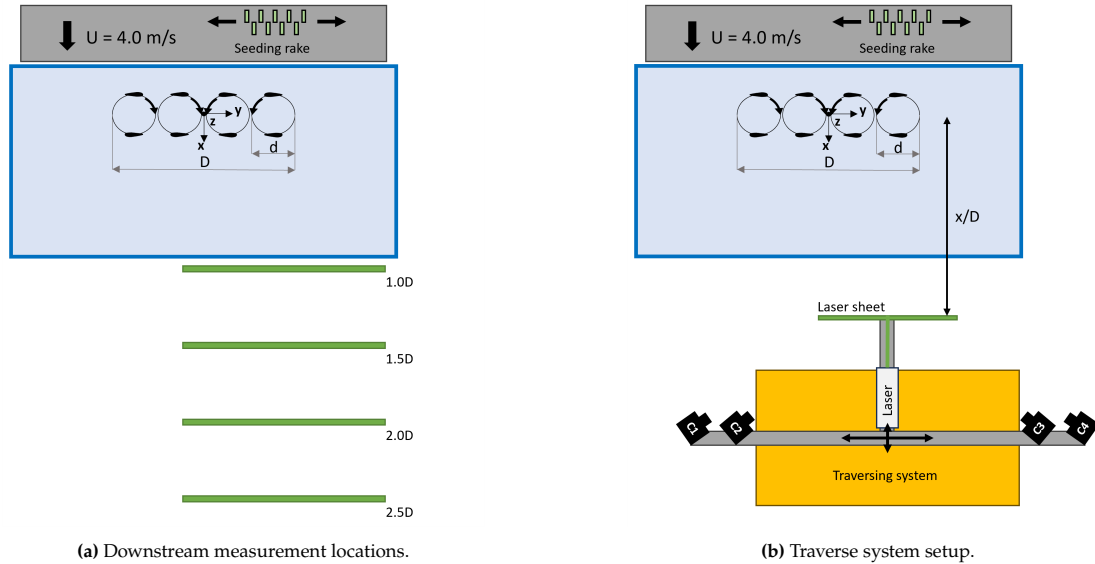 U = 4.0 m/s
Seeding rake
y
z
x
d
D
1.0D
1.5D
2.0D
2.5D
(a) Downstream measurement locations.
U = 4.0 m/s
Seeding rake
y
z
x
d
D
x/D
Laser sheet
Laser
C1
C2
C3
C4
Traversing system
(b) Traverse system setup.